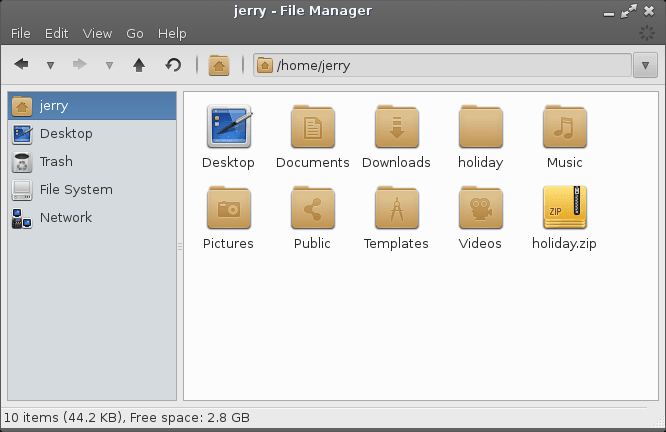 jerry - File Manager
File Edit View Go Help
/home/jerry
jerry
Desktop
Trash
File System
Network
Desktop Documents Downloads holiday Music
ZIP
Pictures Public Templates Videos holiday.zip
10 items (44.2 KB), Free space: 2.8 GB